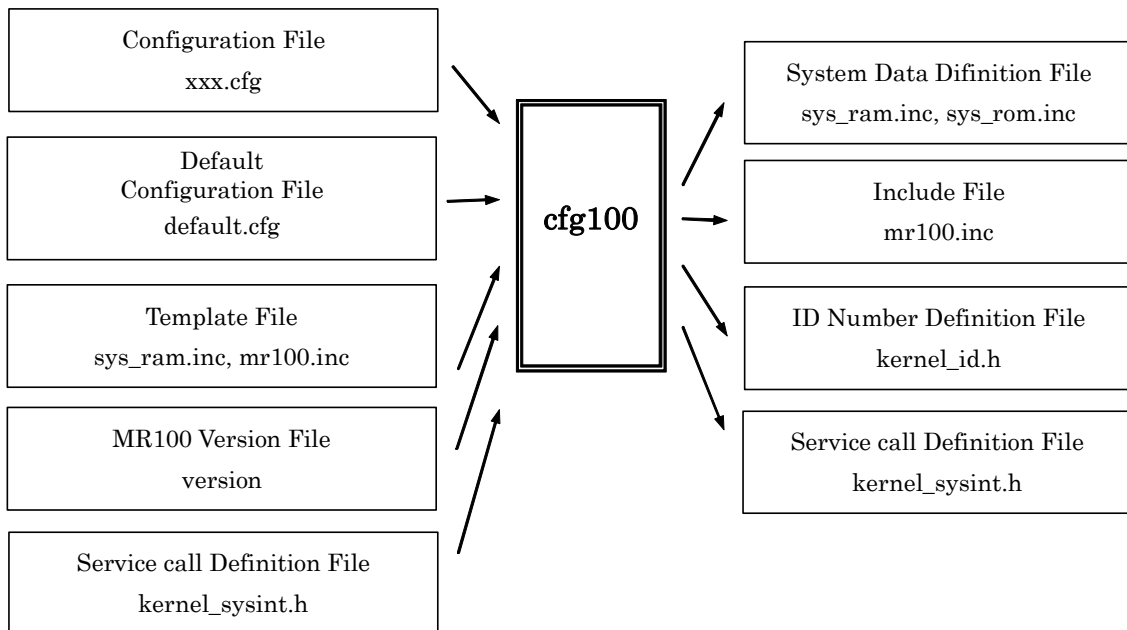 Configuration File
xxx.cfg
Default
Configuration File
default.cfg
Template File
sys_ram.inc, mr100.inc
MR100 Version File
version
Service call Definition File
kernel_sysint.h
cfg100
System Data Difinition File
sys_ram.inc, sys_rom.inc
Include File
mr100.inc
ID Number Definition File
kernel_id.h
Service call Definition File
kernel_sysint.h